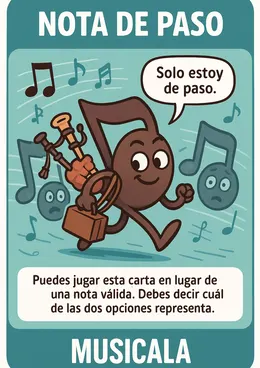 NOTA DE PASO
Solo estoy
de paso.
Puedes jugar esta carta en lugar de
una nota válida. Debes decir cuál
de las dos opciones representa.
MUSICALA